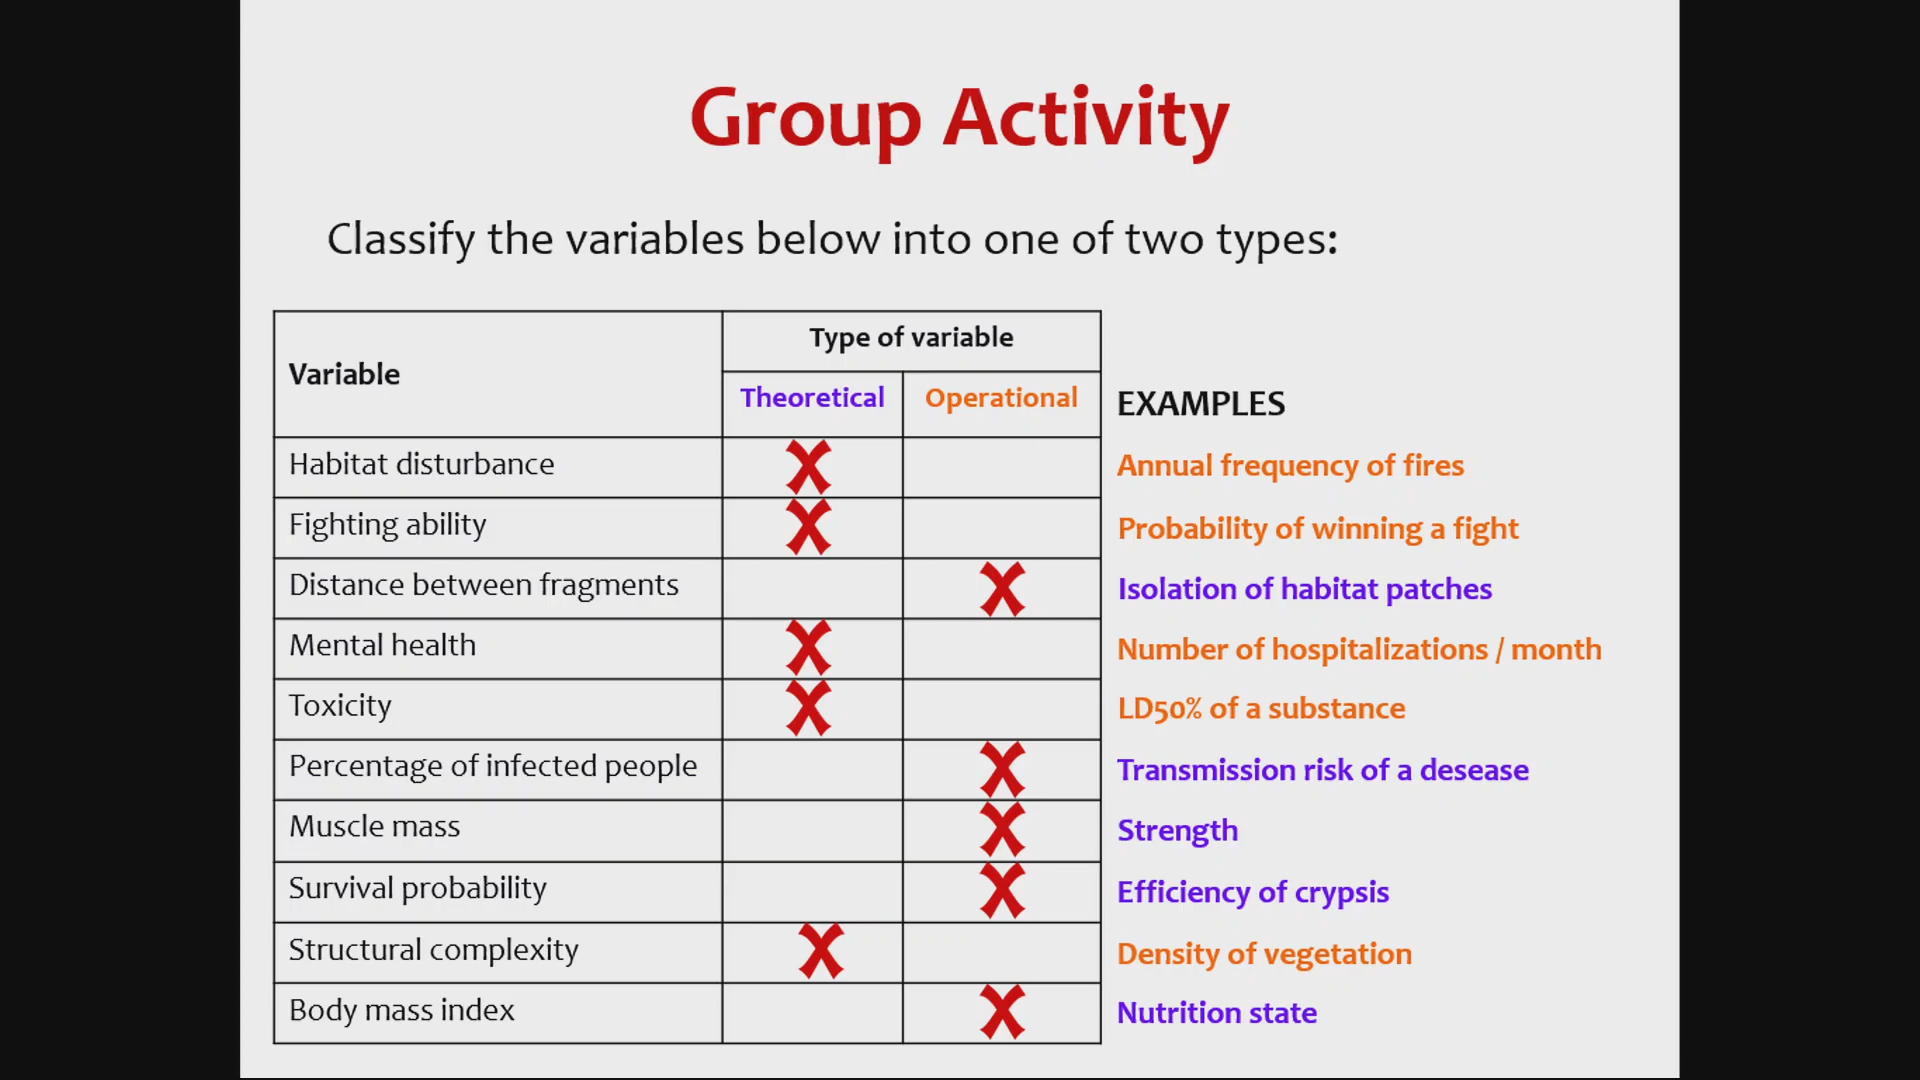 Group Activity
Classify the variables below into one of two types:
Variable
Type of variable
Theoretical
Operational
EXAMPLES
Habitat disturbance
X
Annual frequency of fires
Fighting ability
X
Probability of winning a fight
Distance between fragments
X
Isolation of habitat patches
Mental health
X
Number of hospitalizations / month
Toxicity
X
LD50% of a substance
Percentage of infected people
X
Transmission risk of a desease
Muscle mass
X
Strength
Survival probability
X
Efficiency of crypsis
Structural complexity
X
Density of vegetation
Body mass index
X
Nutrition state